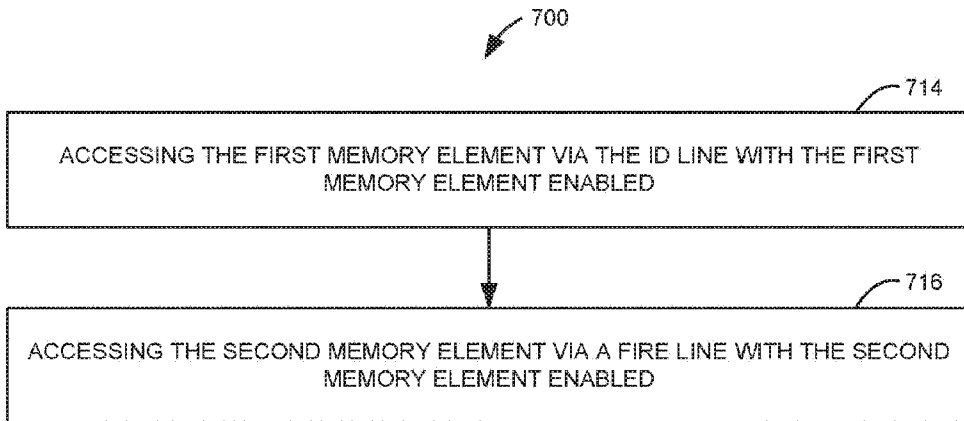 700
714
ACCESSING THE FIRST MEMORY ELEMENT VIA THE ID LINE WITH THE FIRST
MEMORY ELEMENT ENABLED
716
ACCESSING THE SECOND MEMORY ELEMENT VIA A FIRE LINE WITH THE SECOND
MEMORY ELEMENT ENABLED